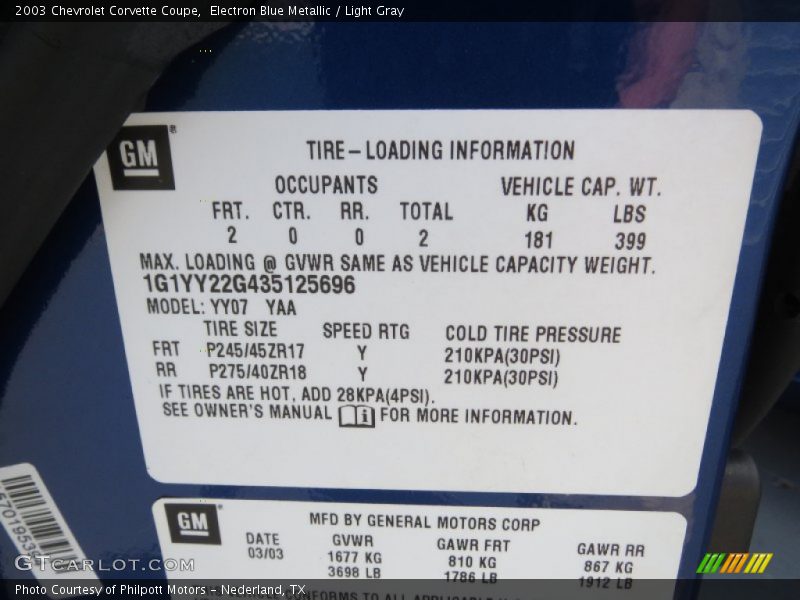 2003 Chevrolet Corvette Coupe,  Electron Blue Metallic / Light Gray
GM®
TIRE-LOADING INFORMATION
OCCUPANTS VEHICLE CAP. WT.
FRT. CTR. RR. TOTAL KG LBS
2 0 0 2 181 399
MAX. LOADING @ GVWR SAME AS VEHICLE CAPACITY WEIGHT.
1G1YY22G435125696
MODEL: YY07 YAA
TIRE SIZE SPEED RTG COLD TIRE PRESSURE
FRT P245/45ZR17 Y 210KPA(30PSI)
RR P275/40ZR18 Y 210KPA(30PSI)
IF TIRES ARE HOT, ADD 28KPA(4PSI).
SEE OWNER'S MANUAL FOR MORE INFORMATION.
GM®
MFD BY GENERAL MOTORS CORP
DATE GVWR GAWR FRT GAWR RR
03/03 1677 KG 810 KG 867 KG
3698 LB 1786 LB 1912 LB
CONFORMS TO ALL
GTCARLOT.COM
Photo Courtesy of Philpott Motors - Nederland, TX